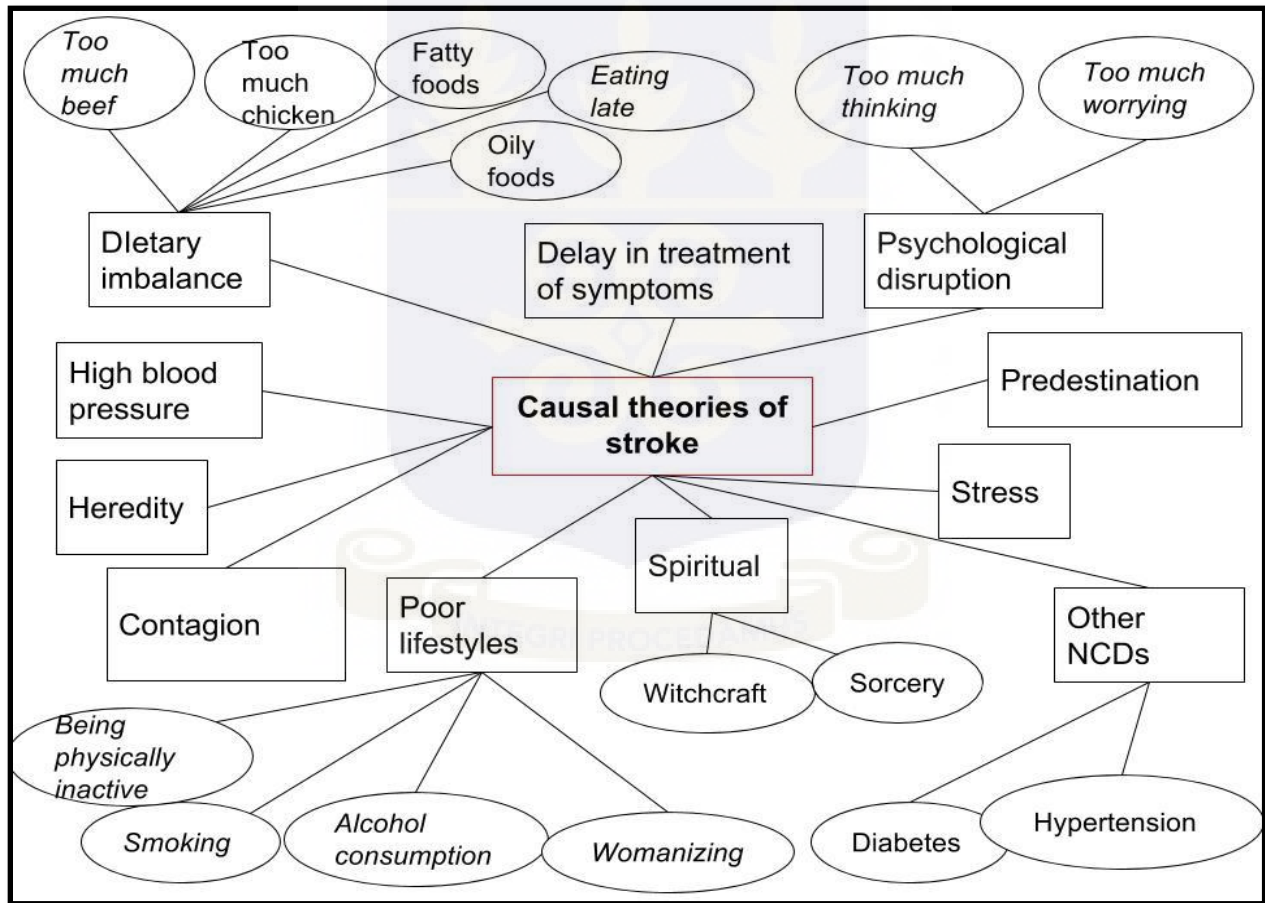 Too
much
beef
Too
much
chicken
Fatty
foods
Eating
late
Oily
foods
Too much
thinking
Too much
worrying
DIetary
imbalance
Delay in treatment
of symptoms
Psychological
disruption
High blood
pressure
Causal theories of
stroke
Predestination
Heredity
Stress
Contagion
Poor
lifestyles
Spiritual
Other
NCDs
INTEGRI PROCEDAMUS
Witchcraft
Sorcery
Being
physically
inactive
Smoking
Alcohol
consumption
Womanizing
Diabetes
Hypertension